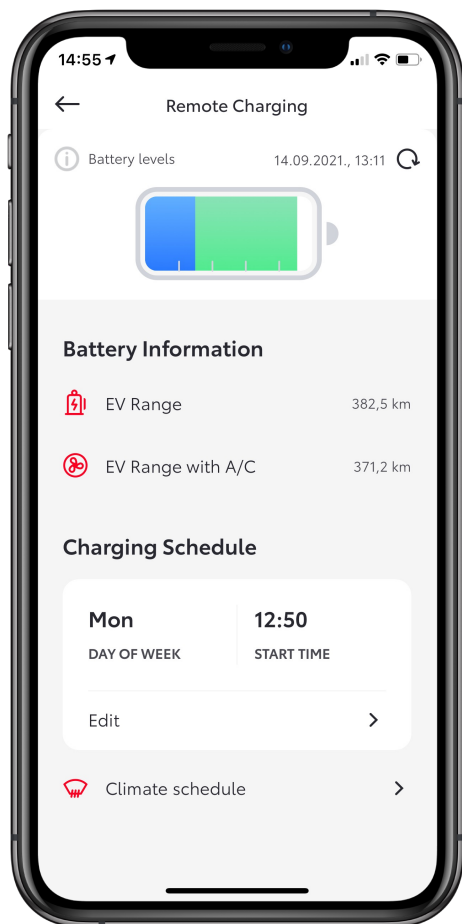 14:55
Remote Charging
Battery levels
14.09.2021., 13:11
Battery Information
EV Range
382,5 km
EV Range with A/C
371,2 km
Charging Schedule
Mon
12:50
DAY OF WEEK
START TIME
Edit
Climate schedule